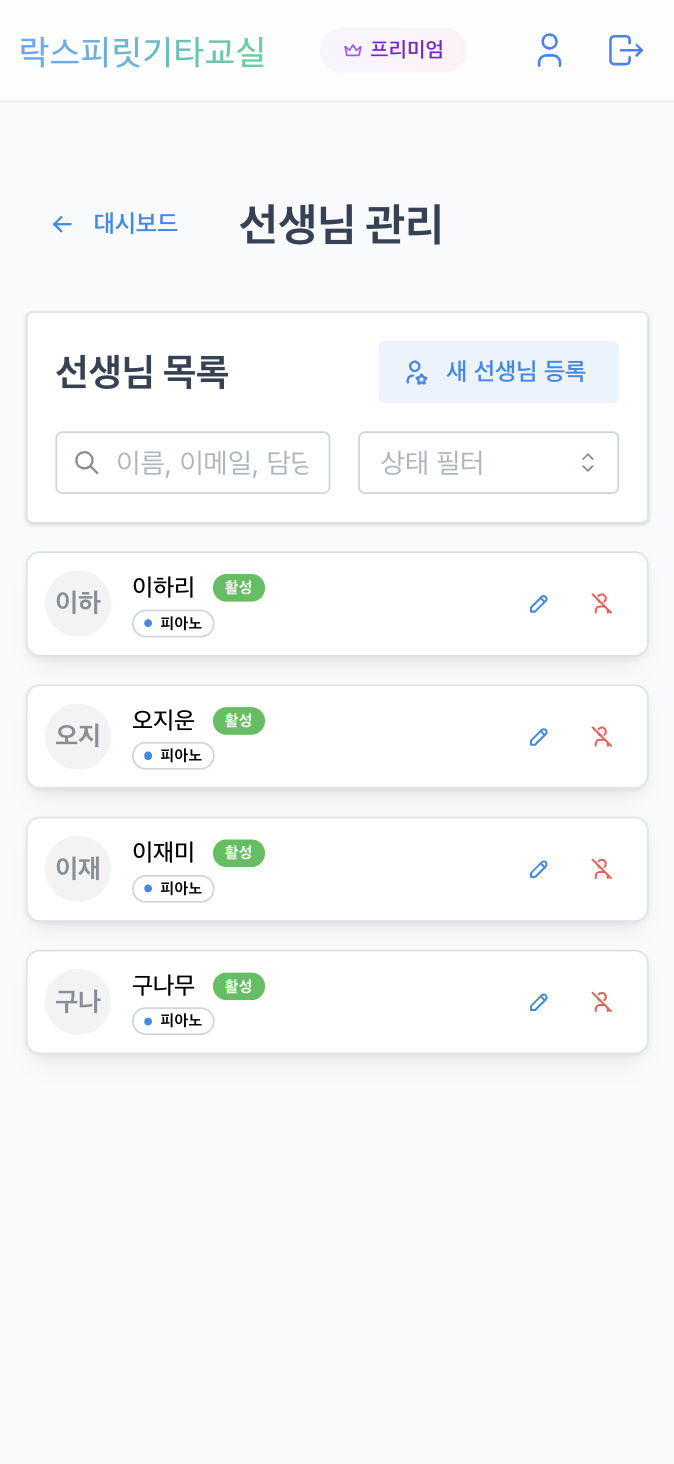 락스피릿기타교실
프리미엄
대시보드
선생님 관리
선생님 목록
새 선생님 등록
이름, 이메일, 담당
상태 필터
이하
이하리
활성
피아노
오지
오지운
활성
피아노
이재
이재미
활성
피아노
구나
구나무
활성
피아노